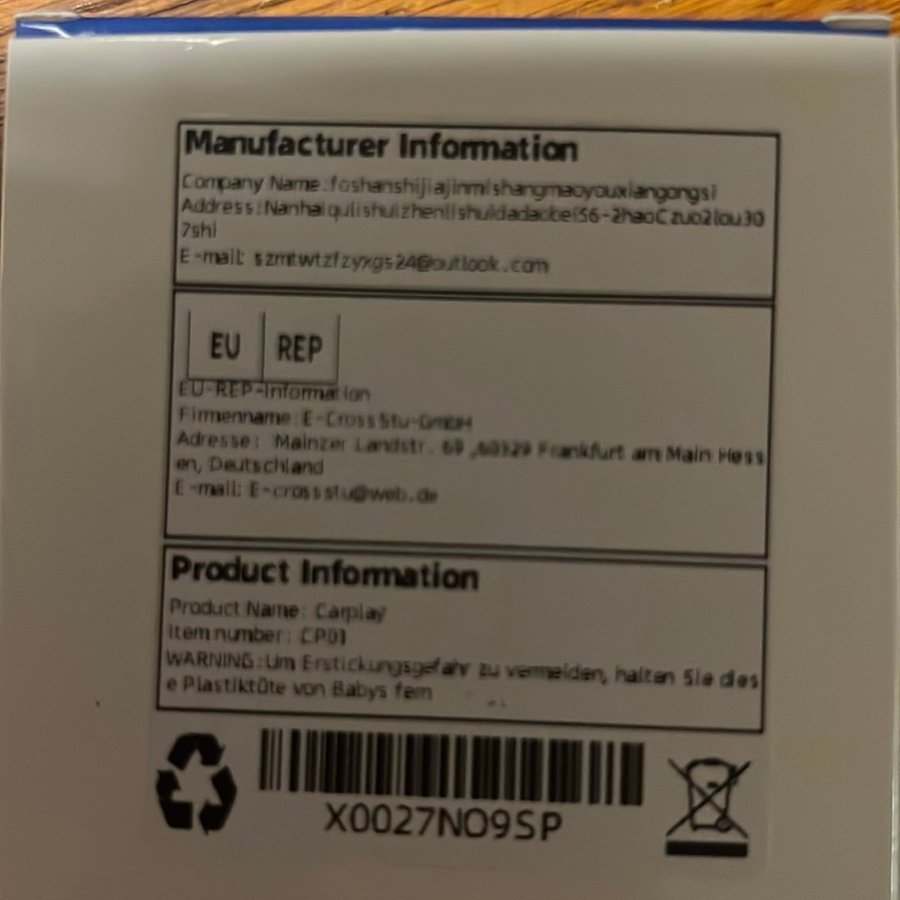 Manufacturer Information
Company Name:foshanshijiajinmishangmaoyouxiangongsi
Address:Nanhaiqulishuizhenlishuidadaobei56-2haoCzuo2lou30
7shi
E-mail: szmtwtzfzyxgs24@outlook.com
EU REP
EU-REP-Information
Firmenname: E-CrossStu-GmbH
Adresse: Mainzer Landstr. 69 ,60329 Frankfurt am Main Hess
en, Deutschland
E-mail: E-crossstu@web.de
Product Information
Product Name: Carplay
Item number: CP01
WARNING:Um Erstickungsgefahr zu vermeiden, halten Sie dies
e Plastiktüte von Babys fern
X0027NO9SP